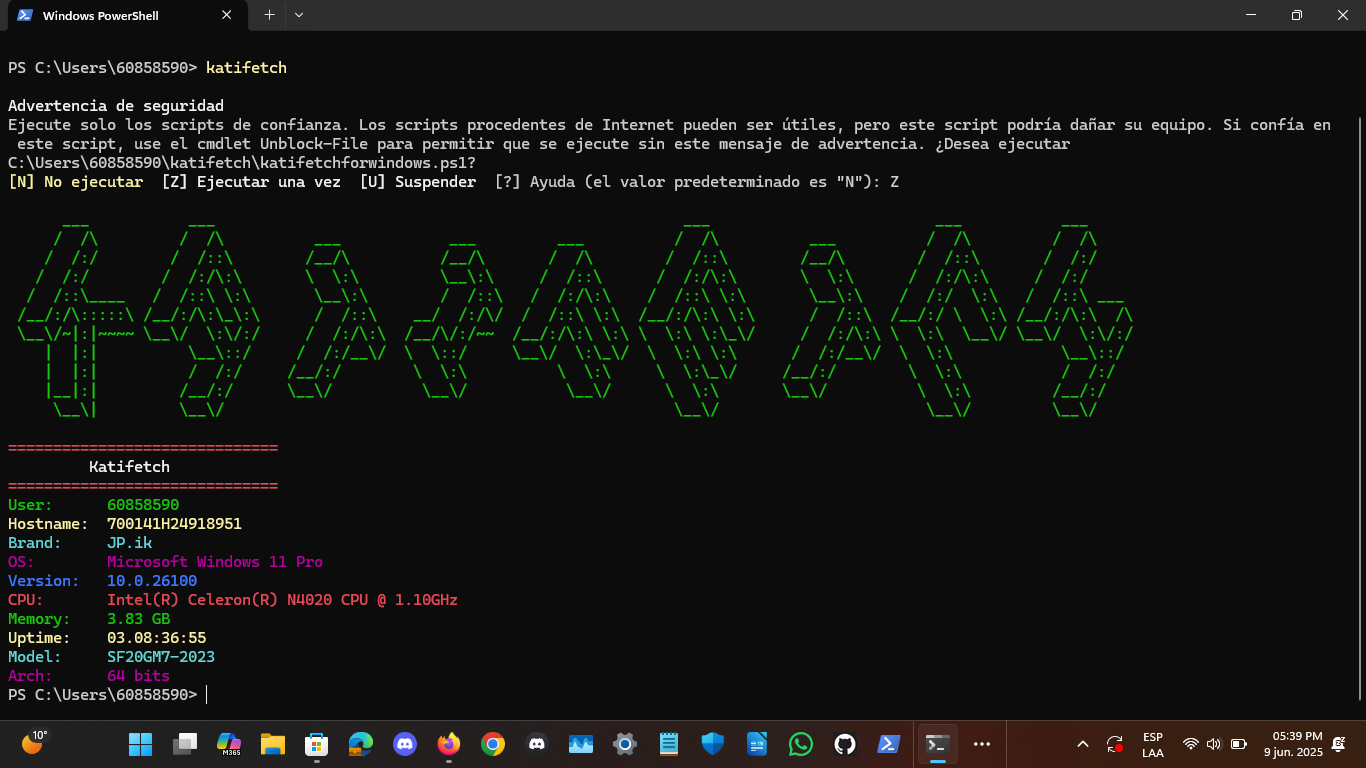 Windows PowerShell
PS C:\Users\60858590> katifetch
Advertencia de seguridad
Ejecute solo los scripts de confianza. Los scripts procedentes de Internet pueden ser útiles, pero este script podría dañar su equipo. Si confía en
este script, use el cmdlet Unblock-File para permitir que se ejecute sin este mensaje de advertencia. ¿Desea ejecutar
C:\Users\60858590\katifetch\katifetchforwindows.ps1?
[N] No ejecutar  [Z] Ejecutar una vez  [U] Suspender  [?] Ayuda (el valor predeterminado es "N"): Z
==============================
Katifetch
==============================
User: 60858590
Hostname: 700141H24918951
Brand: JP.ik
OS: Microsoft Windows 11 Pro
Version: 10.0.26100
CPU: Intel(R) Celeron(R) N4020 CPU @ 1.10GHz
Memory: 3.83 GB
Uptime: 03.08:36:55
Model: SF20GM7-2023
Arch: 64 bits
PS C:\Users\60858590>
10°
M365
ESP
LAA
05:39 PM
9 jun. 2025